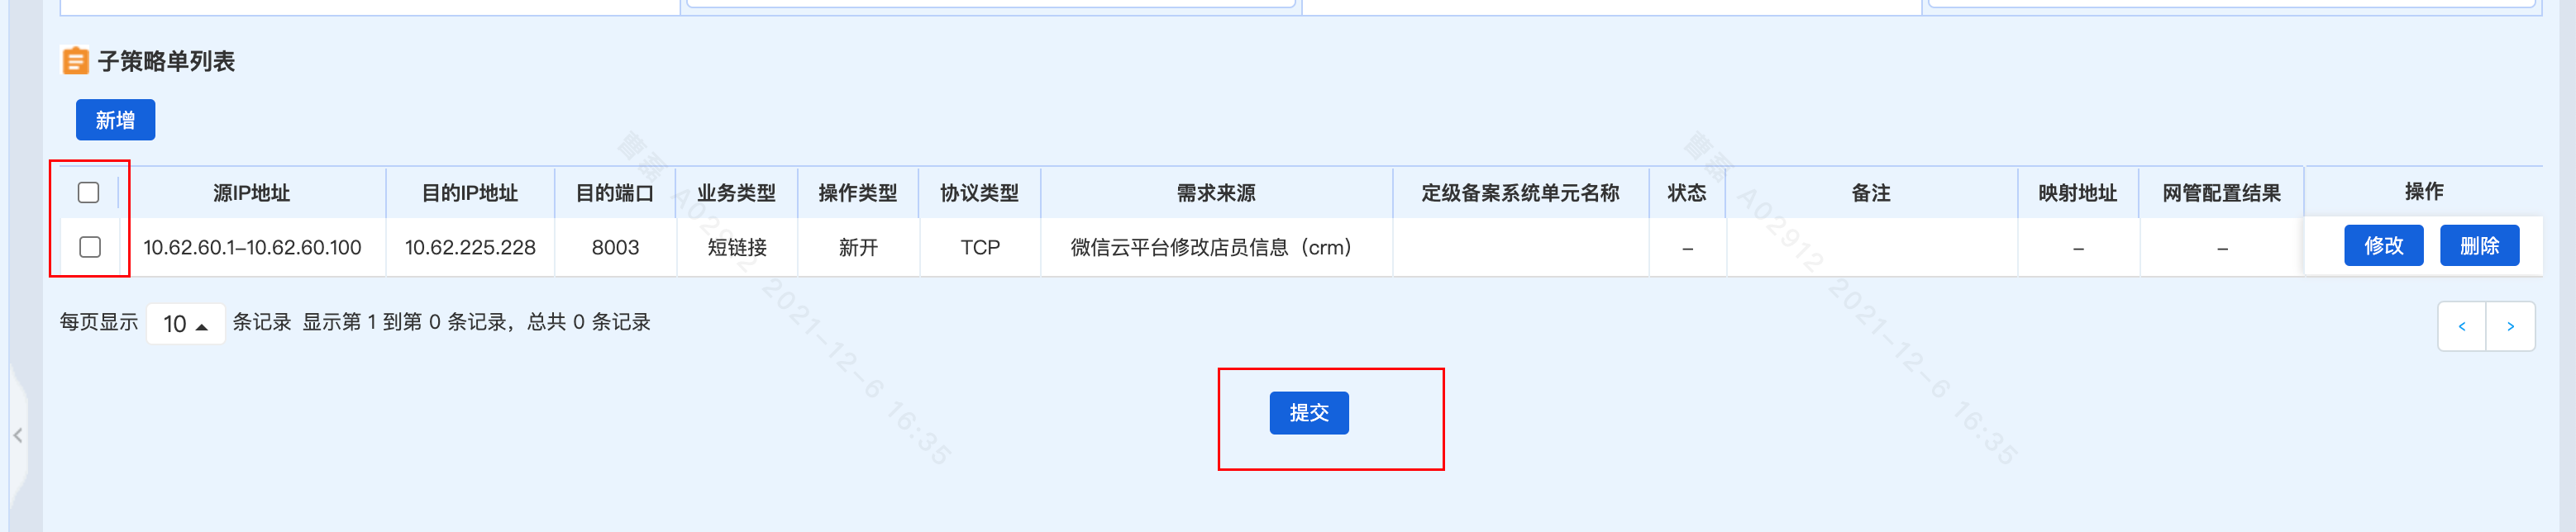 子策略单列表
新增
源IP地址 目的IP地址 目的端口 业务类型 操作类型 协议类型 需求来源 定级备案系统单元名称 状态 备注 映射地址 网管配置结果 操作
10.62.60.1-10.62.60.100 10.62.225.228 8003 短链接 新开 TCP 微信云平台修改店员信息（crm） – – – 修改 删除
每页显示 10 条记录 显示第 1 到第 0 条记录，总共 0 条记录 < >
提交
曹磊 A02912 2021-12-6 16:35
曹磊 A02912 2021-12-6 16:35